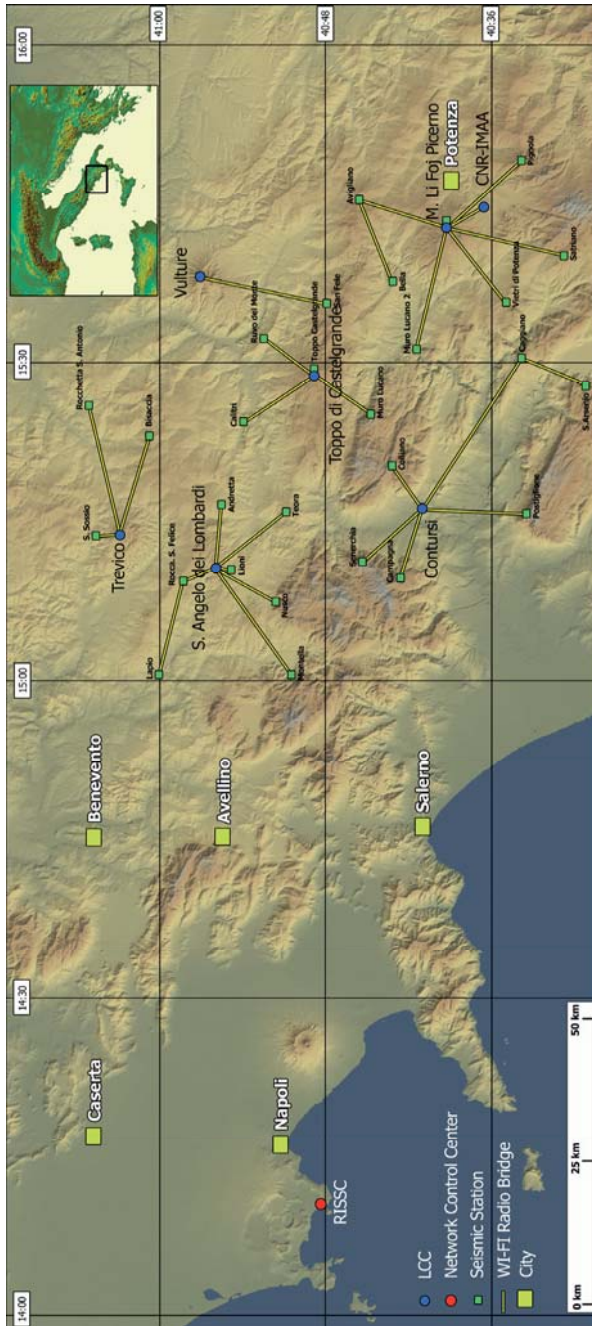 14:00
14:30
15:00
15:30
16:00
41:00
40:48
40:36
Caserta
Benevento
Napoli
Avellino
Salerno
Potenza
RISSC
Rocchetta S. Antonio
S. Sossio
Bisaccia
Trevico
Vulture
Lapio
Rocca S. Felice
S. Angelo dei Lombardi
Andretta
Lioni
Teora
Nusco
Montella
Calitri
Ruvo del Monte
Toppo Castelgrande
San Fele
Toppo di Castelgrande
Muro Lucano
Avigliano
Bella
Muro Lucano 2
M. Li Foj Picerno
CNR-IMAA
Pignola
Satriano
Vietri di Potenza
Caggiano
S.Arsenio
Colliano
Senerchia
Campagna
Contursi
Postiglione
LCC
Network Control Center
Seismic Station
WI-FI Radio Bridge
City
0 km
25 km
50 km